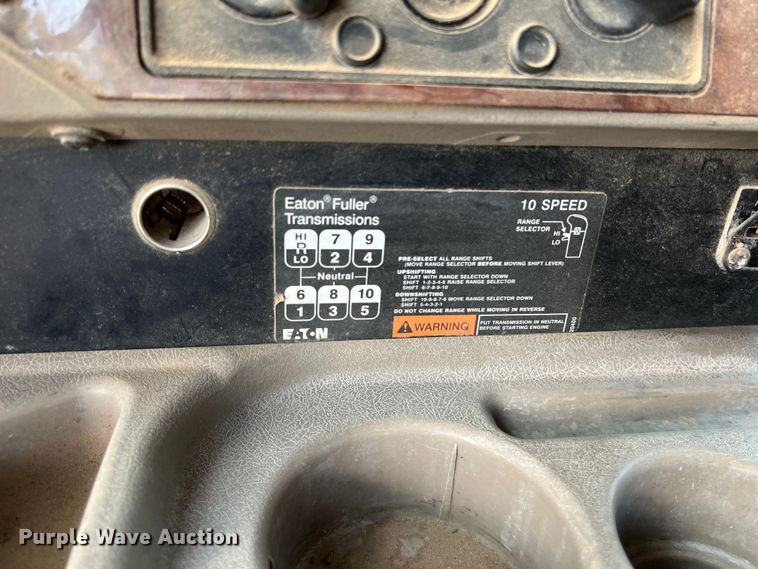 Eaton® Fuller®
Transmissions
10 SPEED
RANGE
SELECTOR
HI
LO
HI
R
LO
7
2
9
4
Neutral
6
1
8
3
10
5
EATON
PRE-SELECT ALL RANGE SHIFTS
(MOVE RANGE SELECTOR BEFORE MOVING SHIFT LEVER)
UPSHIFTING
START WITH RANGE SELECTOR DOWN
SHIFT 1-2-3-4-5 RAISE RANGE SELECTOR
SHIFT 6-7-8-9-10
DOWNSHIFTING
SHIFT 10-9-8-7-6 MOVE RANGE SELECTOR DOWN
SHIFT 5-4-3-2-1
DO NOT CHANGE RANGE WHILE MOVING IN REVERSE
WARNING
PUT TRANSMISSION IN NEUTRAL
BEFORE STARTING ENGINE
Purple Wave Auction